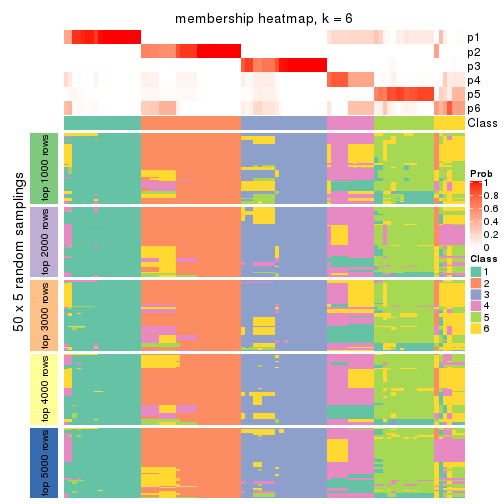 membership heatmap, k = 6
p1
p2
p3
p4
p5
p6
Class
50 x 5 random samplings
top 1000 rows
top 2000 rows
top 3000 rows
top 4000 rows
top 5000 rows
Prob
1
0.8
0.6
0.4
0.2
0
Class
1
2
3
4
5
6